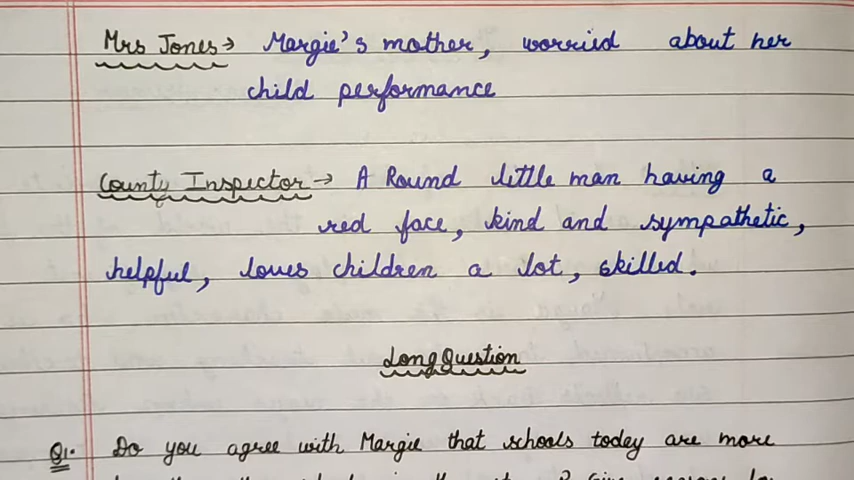 Mrs Jones → Margie's mother, worried about her
child performance
County Inspector → A Round little man having a
red face, kind and sympathetic,
helpful, loves children a lot, skilled.
Long Question
Q1. Do you agree with Margie that schools today are more